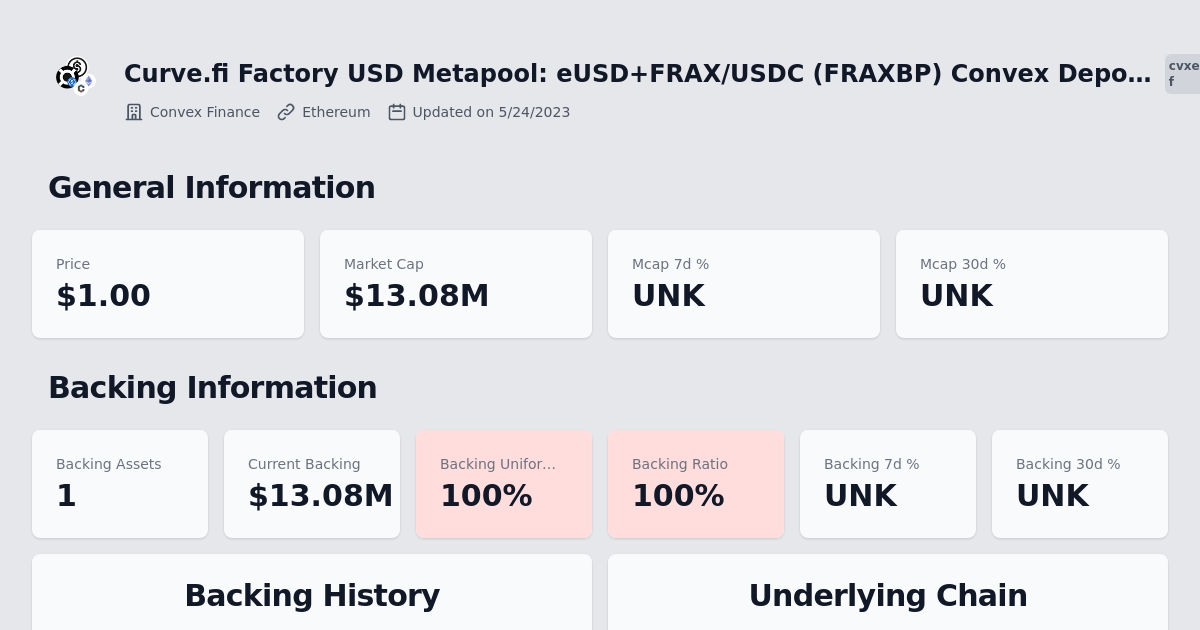 Curve.fi Factory USD Metapool: eUSD+FRAX/USDC (FRAXBP) Convex Depo…
cvxe
f
Convex Finance Ethereum Updated on 5/24/2023
General Information
Price
$1.00
Market Cap
$13.08M
Mcap 7d %
UNK
Mcap 30d %
UNK
Backing Information
Backing Assets
1
Current Backing
$13.08M
Backing Unifor…
100%
Backing Ratio
100%
Backing 7d %
UNK
Backing 30d %
UNK
Backing History
Underlying Chain